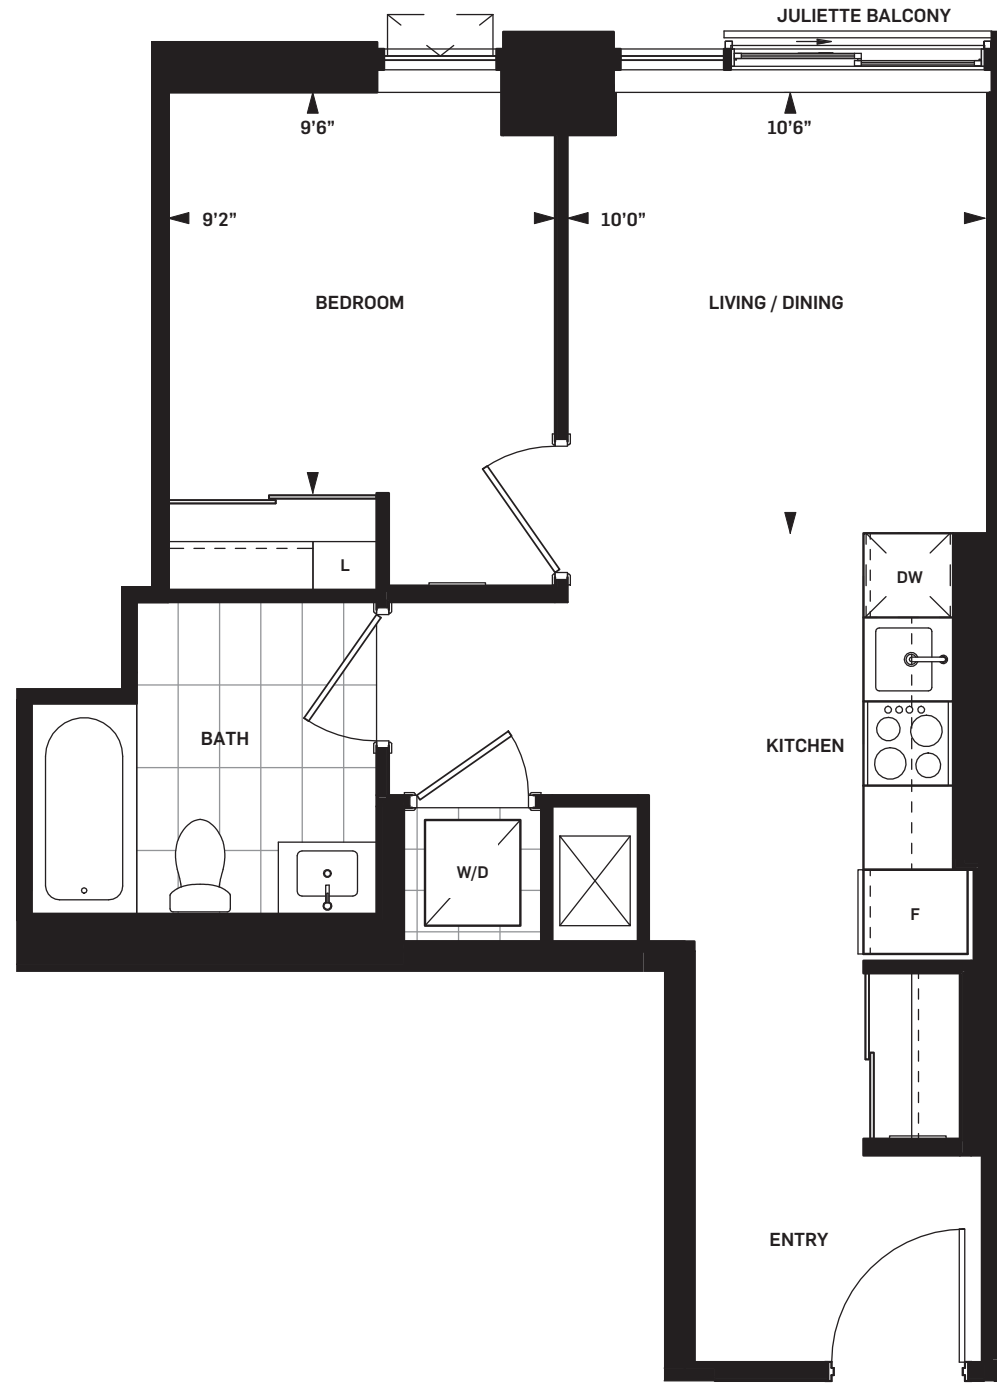 JULIETTE BALCONY
9'6"
10'6"
9'2"
10'0"
BEDROOM
LIVING / DINING
L
DW
BATH
KITCHEN
W/D
F
ENTRY